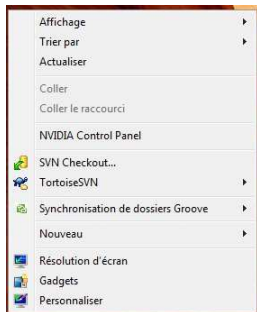 Affichage
Trier par
Actualiser
Coller
Coller le raccourci
NVIDIA Control Panel
SVN Checkout...
TortoiseSVN
Synchronisation de dossiers Groove
Nouveau
Résolution d'écran
Gadgets
Personnaliser